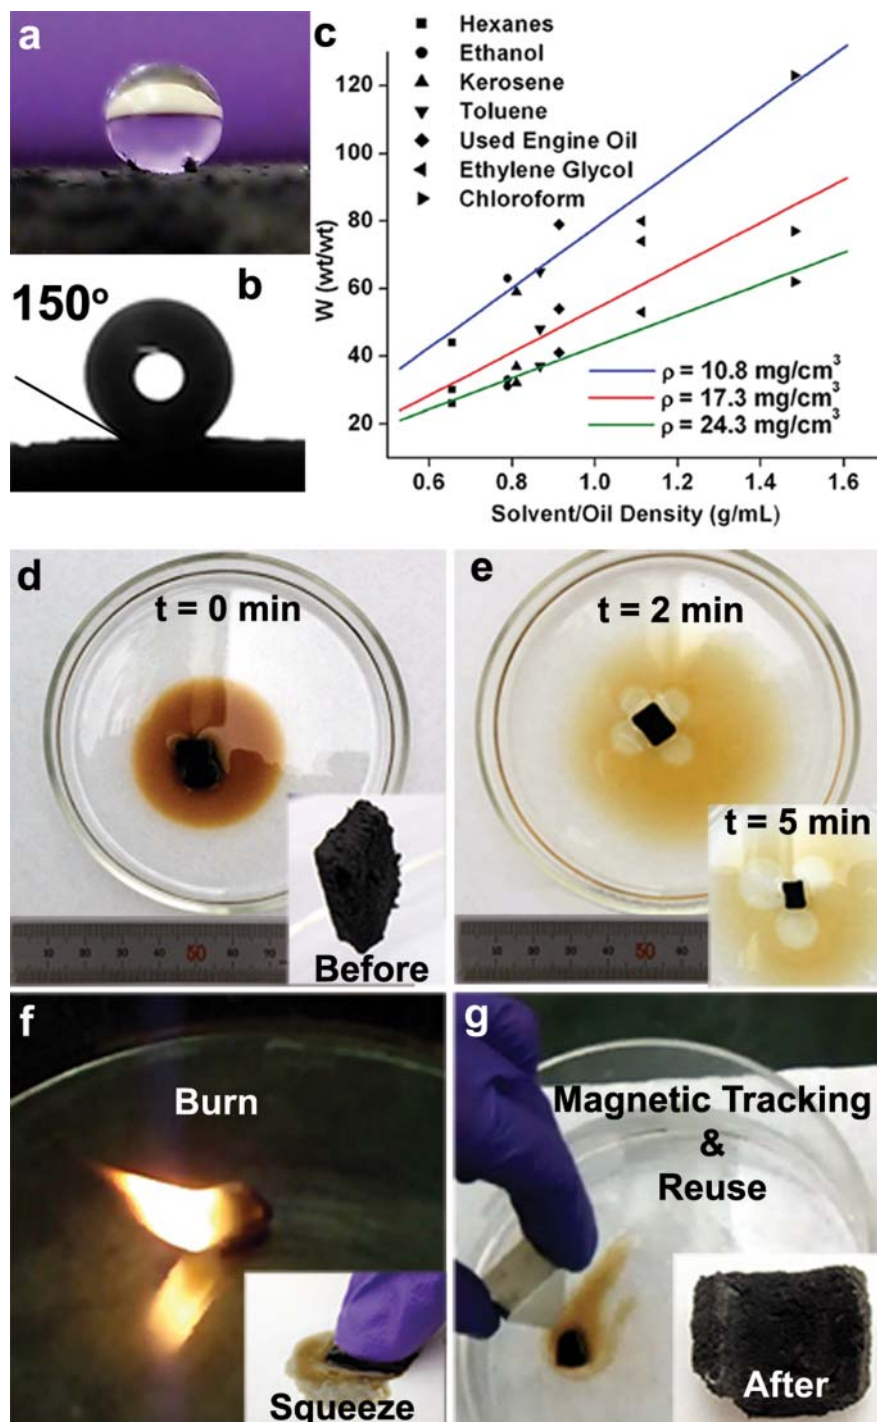 a
c
Hexanes
Ethanol
Kerosene
Toluene
Used Engine Oil
Ethylene Glycol
Chloroform
120
100
80
60
40
20
W (wt/wt)
ρ = 10.8 mg/cm³
ρ = 17.3 mg/cm³
ρ = 24.3 mg/cm³
0.6 0.8 1.0 1.2 1.4 1.6
Solvent/Oil Density (g/mL)
b
150°
d
t = 0 min
Before
50
e
t = 2 min
t = 5 min
50
f
Burn
Squeeze
g
Magnetic Tracking
&
Reuse
After